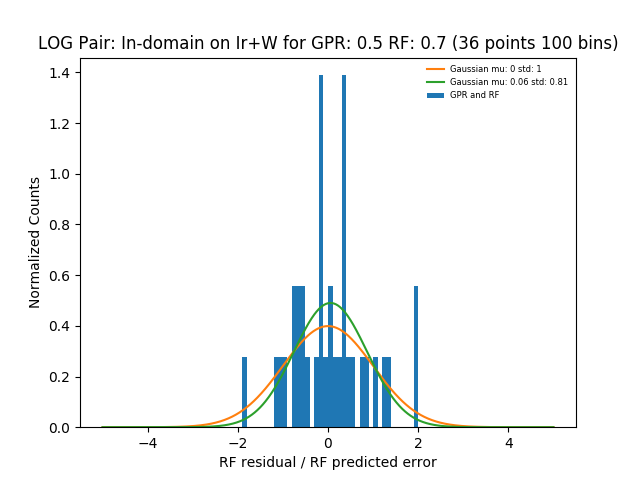 LOG Pair: In-domain on Ir+W for GPR: 0.5 RF: 0.7 (36 points 100 bins)
Gaussian mu: 0 std: 1
Gaussian mu: 0.06 std: 0.81
GPR and RF
Normalized Counts
1.4
1.2
1.0
0.8
0.6
0.4
0.2
0.0
−4 −2 0 2 4
RF residual / RF predicted error